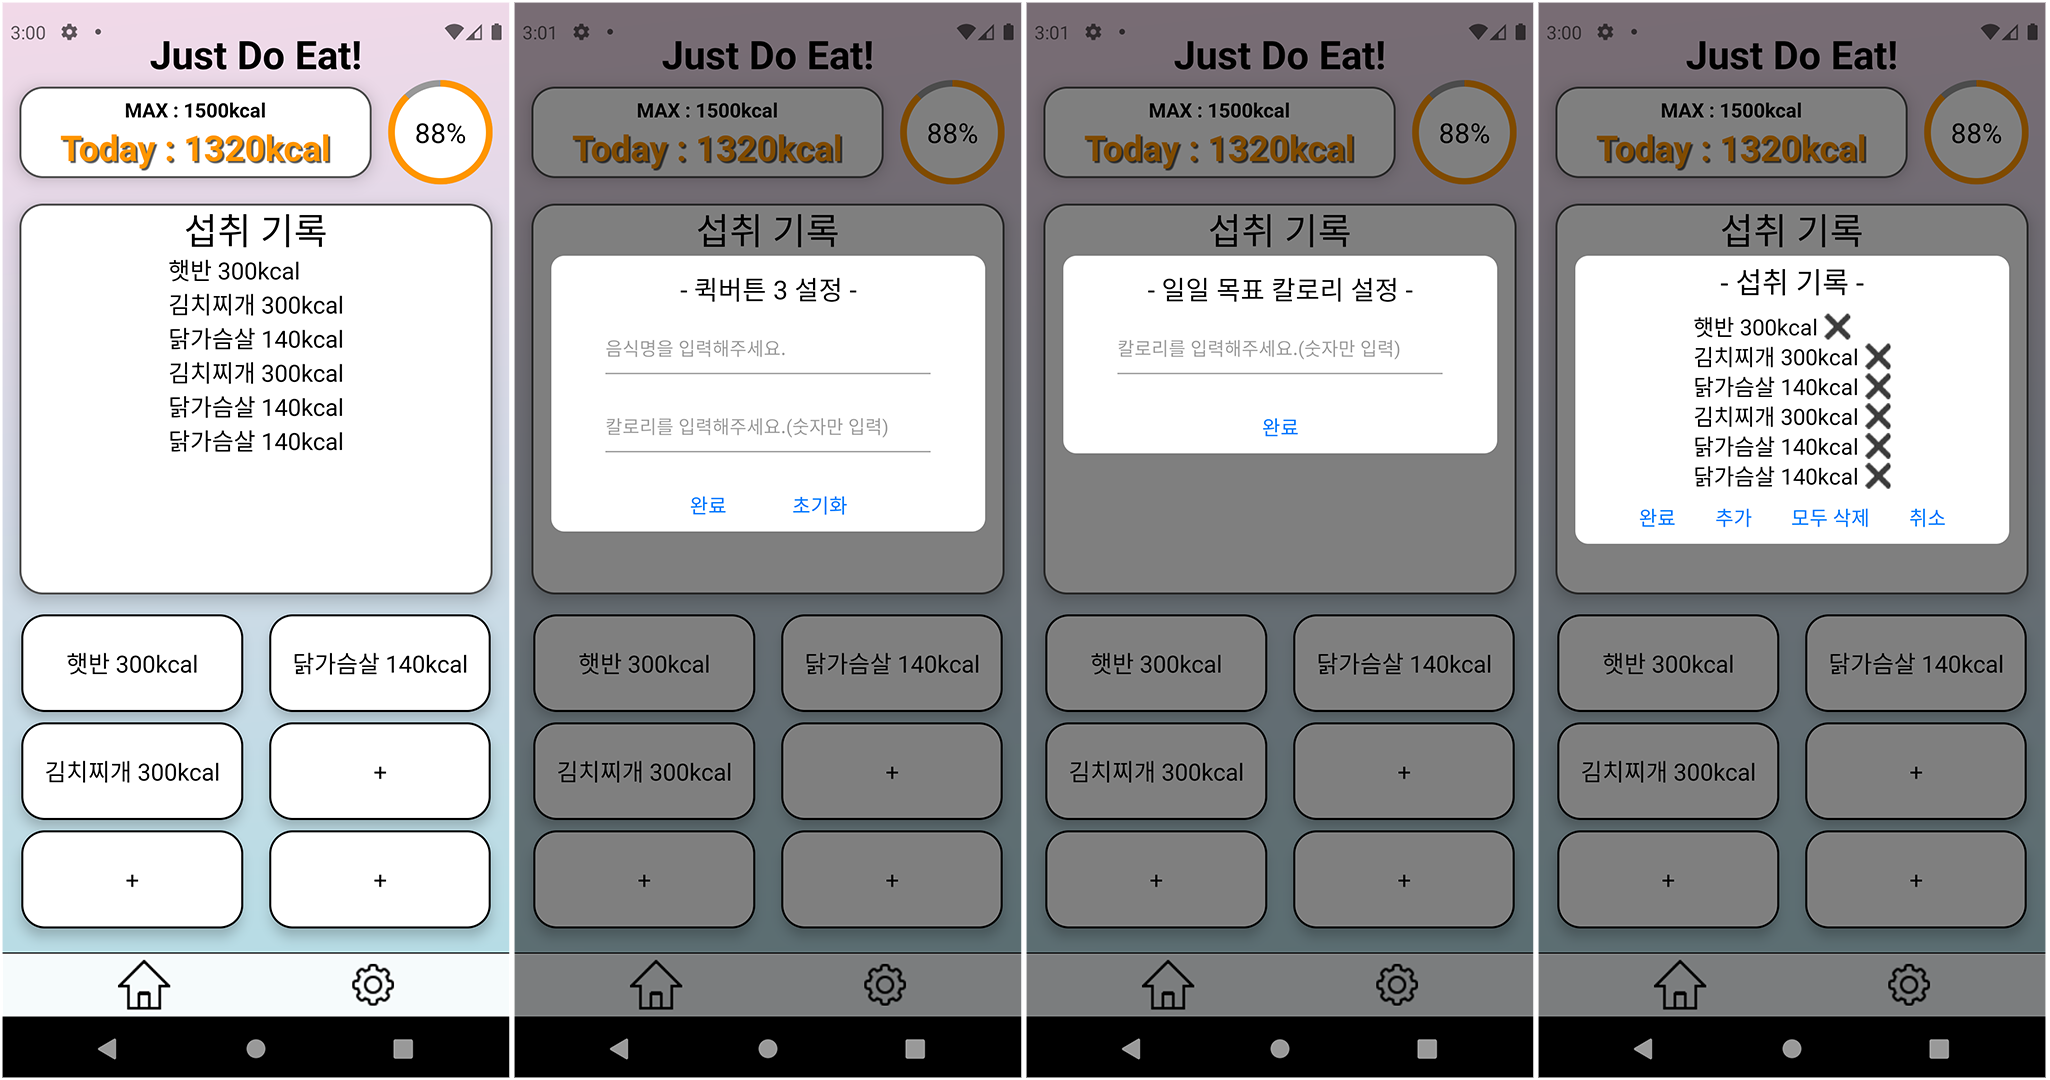 3:00
Just Do Eat!
MAX : 1500kcal
Today : 1320kcal
88%
섭취 기록
햇반 300kcal
김치찌개 300kcal
닭가슴살 140kcal
김치찌개 300kcal
닭가슴살 140kcal
닭가슴살 140kcal
햇반 300kcal
닭가슴살 140kcal
김치찌개 300kcal
+
+
+
3:01
Just Do Eat!
MAX : 1500kcal
Today : 1320kcal
88%
섭취 기록
- 퀵버튼 3 설정 -
음식명을 입력해주세요.
칼로리를 입력해주세요.(숫자만 입력)
완료 초기화
햇반 300kcal
닭가슴살 140kcal
김치찌개 300kcal
+
+
+
3:01
Just Do Eat!
MAX : 1500kcal
Today : 1320kcal
88%
섭취 기록
- 일일 목표 칼로리 설정 -
칼로리를 입력해주세요.(숫자만 입력)
완료
햇반 300kcal
닭가슴살 140kcal
김치찌개 300kcal
+
+
+
3:00
Just Do Eat!
MAX : 1500kcal
Today : 1320kcal
88%
섭취 기록
- 섭취 기록 -
햇반 300kcal
김치찌개 300kcal
닭가슴살 140kcal
김치찌개 300kcal
닭가슴살 140kcal
닭가슴살 140kcal
완료 추가 모두 삭제 취소
햇반 300kcal
닭가슴살 140kcal
김치찌개 300kcal
+
+
+